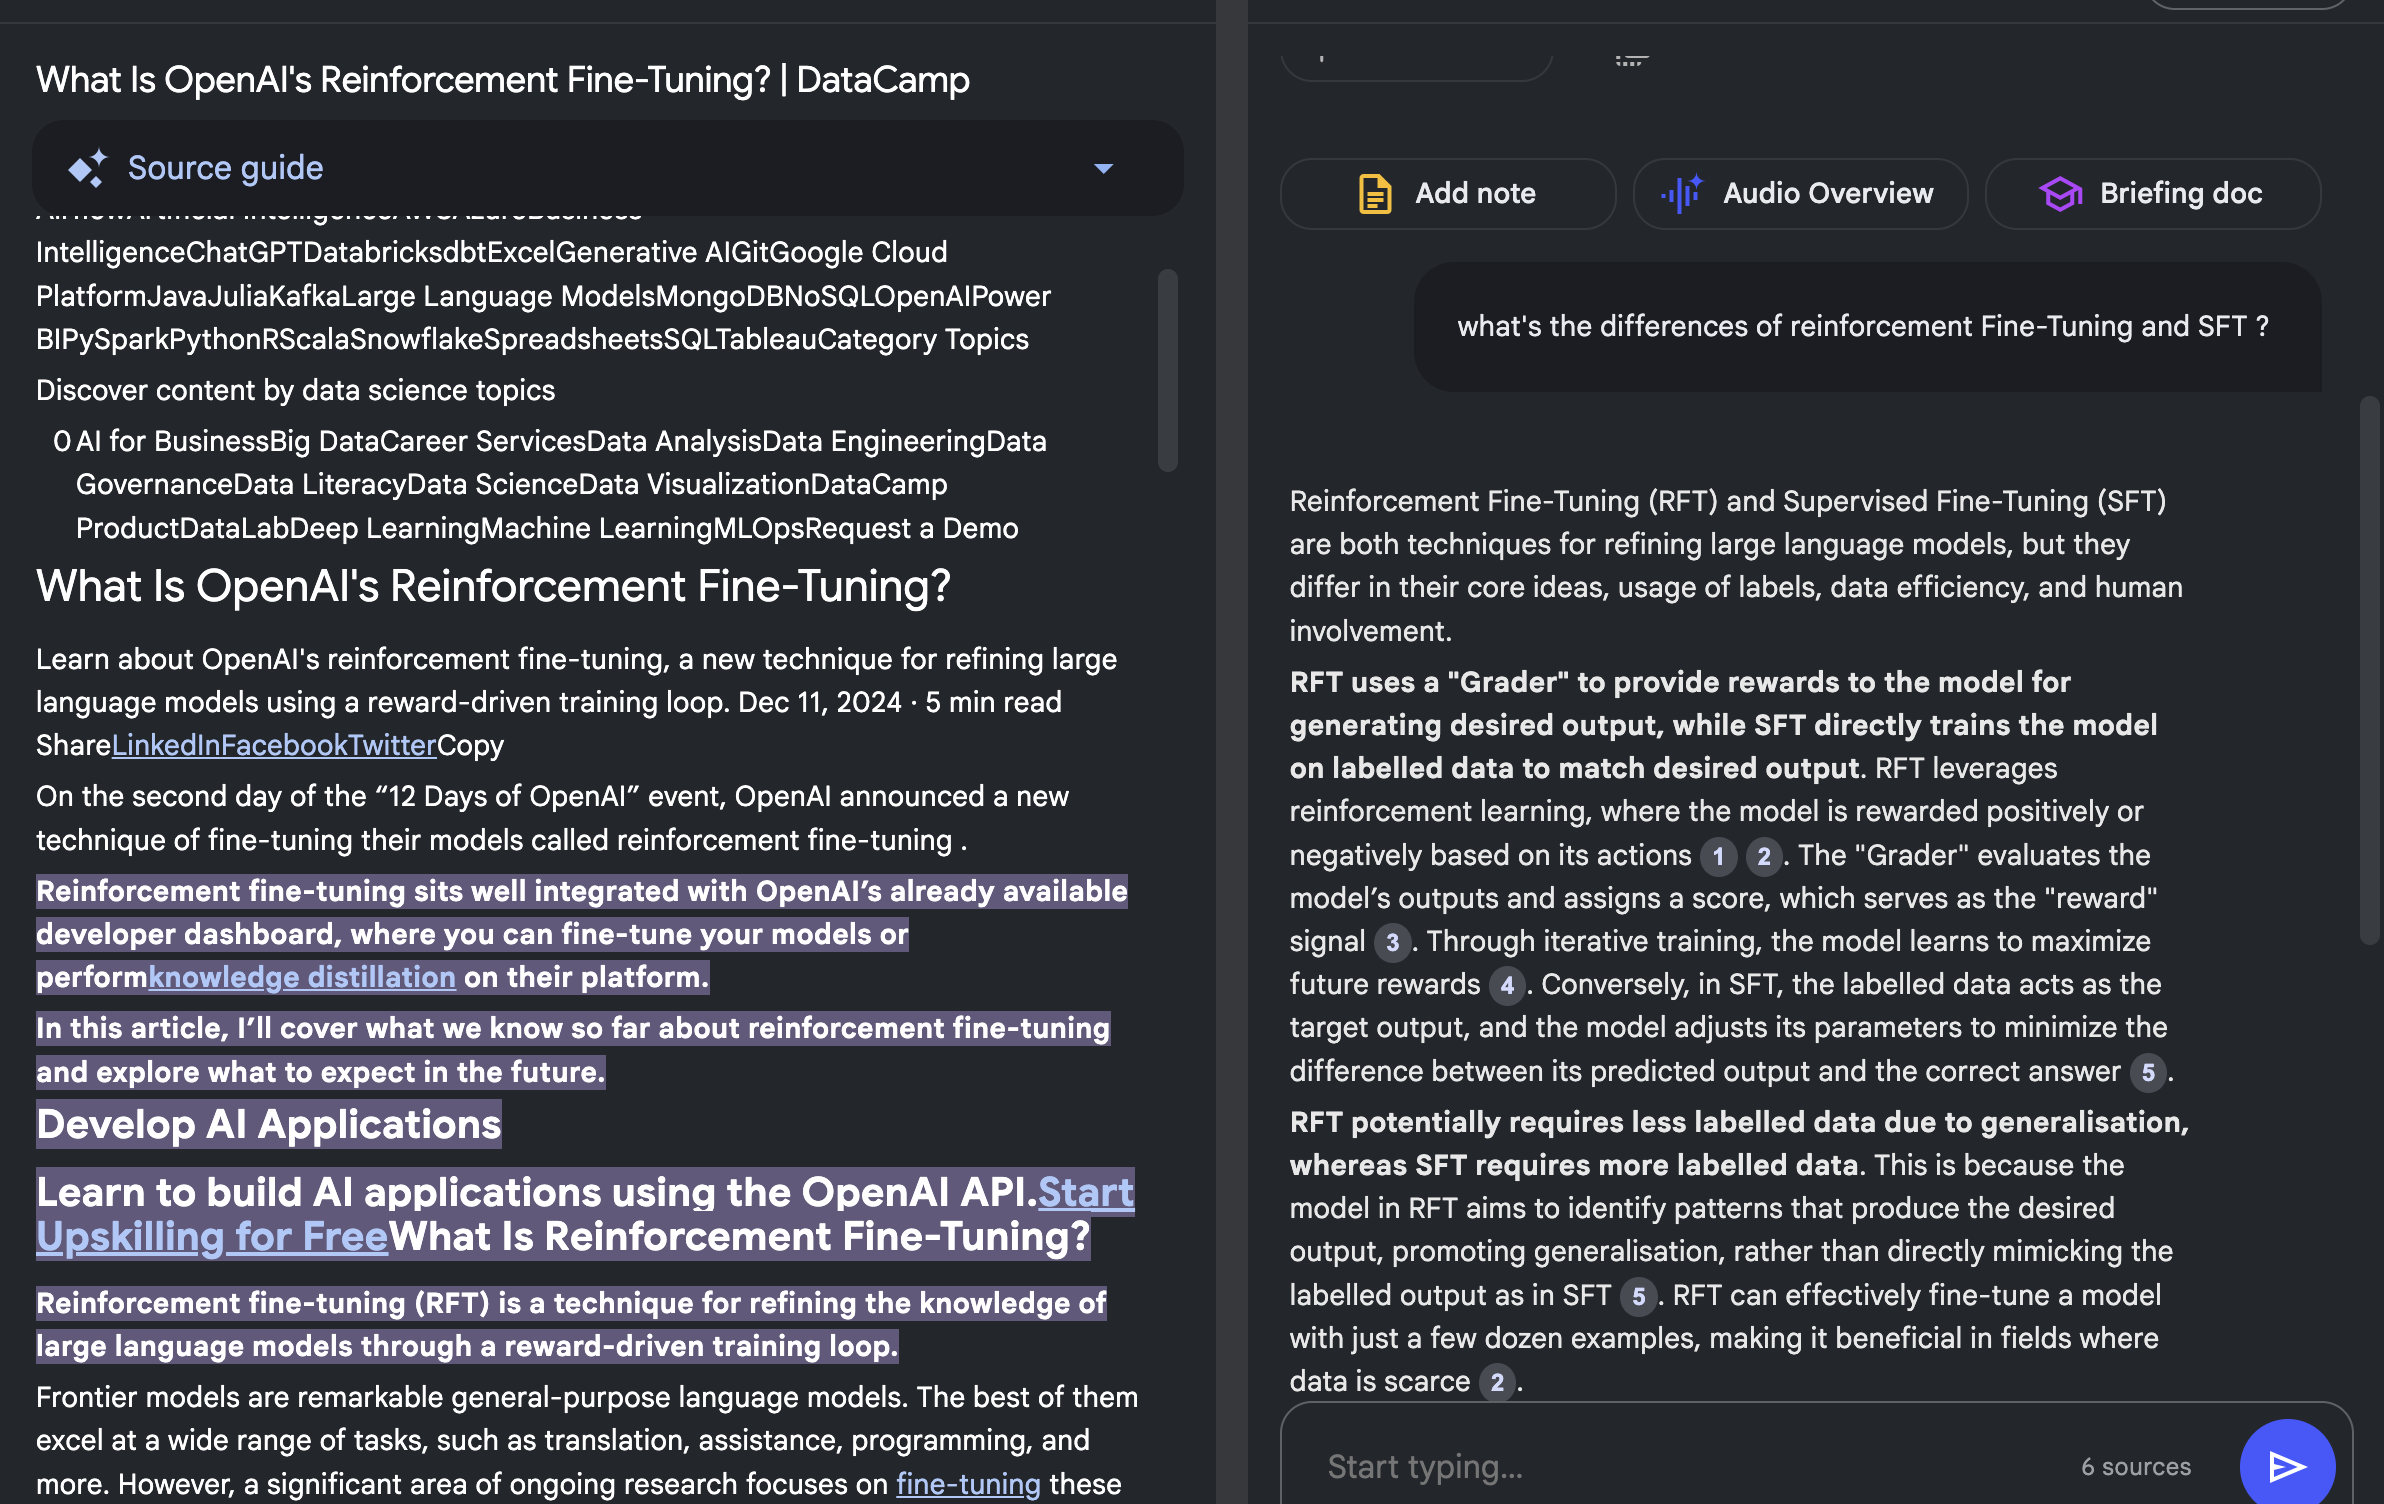 What Is OpenAI's Reinforcement Fine-Tuning? | DataCamp
Source guide
IntelligenceChatGPTDatabricksdbtExcelGenerative AIGitGoogle Cloud
PlatformJavaJuliaKafkaLarge Language ModelsMongoDBNoSQLOpenAIPower
BIPySparkPythonRScalaSnowflakeSpreadsheetsSQLTableauCategory Topics
Discover content by data science topics
0 AI for BusinessBig DataCareer ServicesData AnalysisData EngineeringData
GovernanceData LiteracyData ScienceData VisualizationDataCamp
ProductDataLabDeep LearningMachine LearningMLOpsRequest a Demo
What Is OpenAI's Reinforcement Fine-Tuning?
Learn about OpenAI's reinforcement fine-tuning, a new technique for refining large
language models using a reward-driven training loop. Dec 11, 2024 · 5 min read
ShareLinkedInFacebookTwitterCopy
On the second day of the “12 Days of OpenAI” event, OpenAI announced a new
technique of fine-tuning their models called reinforcement fine-tuning .
Reinforcement fine-tuning sits well integrated with OpenAI’s already available
developer dashboard, where you can fine-tune your models or
performknowledge distillation on their platform.
In this article, I’ll cover what we know so far about reinforcement fine-tuning
and explore what to expect in the future.
Develop AI Applications
Learn to build AI applications using the OpenAI API.Start
Upskilling for FreeWhat Is Reinforcement Fine-Tuning?
Reinforcement fine-tuning (RFT) is a technique for refining the knowledge of
large language models through a reward-driven training loop.
Frontier models are remarkable general-purpose language models. The best of them
excel at a wide range of tasks, such as translation, assistance, programming, and
more. However, a significant area of ongoing research focuses on fine-tuning these
Add note
Audio Overview
Briefing doc
what's the differences of reinforcement Fine-Tuning and SFT ?
Reinforcement Fine-Tuning (RFT) and Supervised Fine-Tuning (SFT)
are both techniques for refining large language models, but they
differ in their core ideas, usage of labels, data efficiency, and human
involvement.
RFT uses a "Grader" to provide rewards to the model for
generating desired output, while SFT directly trains the model
on labelled data to match desired output. RFT leverages
reinforcement learning, where the model is rewarded positively or
negatively based on its actions 1 2 . The "Grader" evaluates the
model’s outputs and assigns a score, which serves as the "reward"
signal 3 . Through iterative training, the model learns to maximize
future rewards 4 . Conversely, in SFT, the labelled data acts as the
target output, and the model adjusts its parameters to minimize the
difference between its predicted output and the correct answer 5 .
RFT potentially requires less labelled data due to generalisation,
whereas SFT requires more labelled data. This is because the
model in RFT aims to identify patterns that produce the desired
output, promoting generalisation, rather than directly mimicking the
labelled output as in SFT 5 . RFT can effectively fine-tune a model
with just a few dozen examples, making it beneficial in fields where
data is scarce 2 .
Start typing...
6 sources